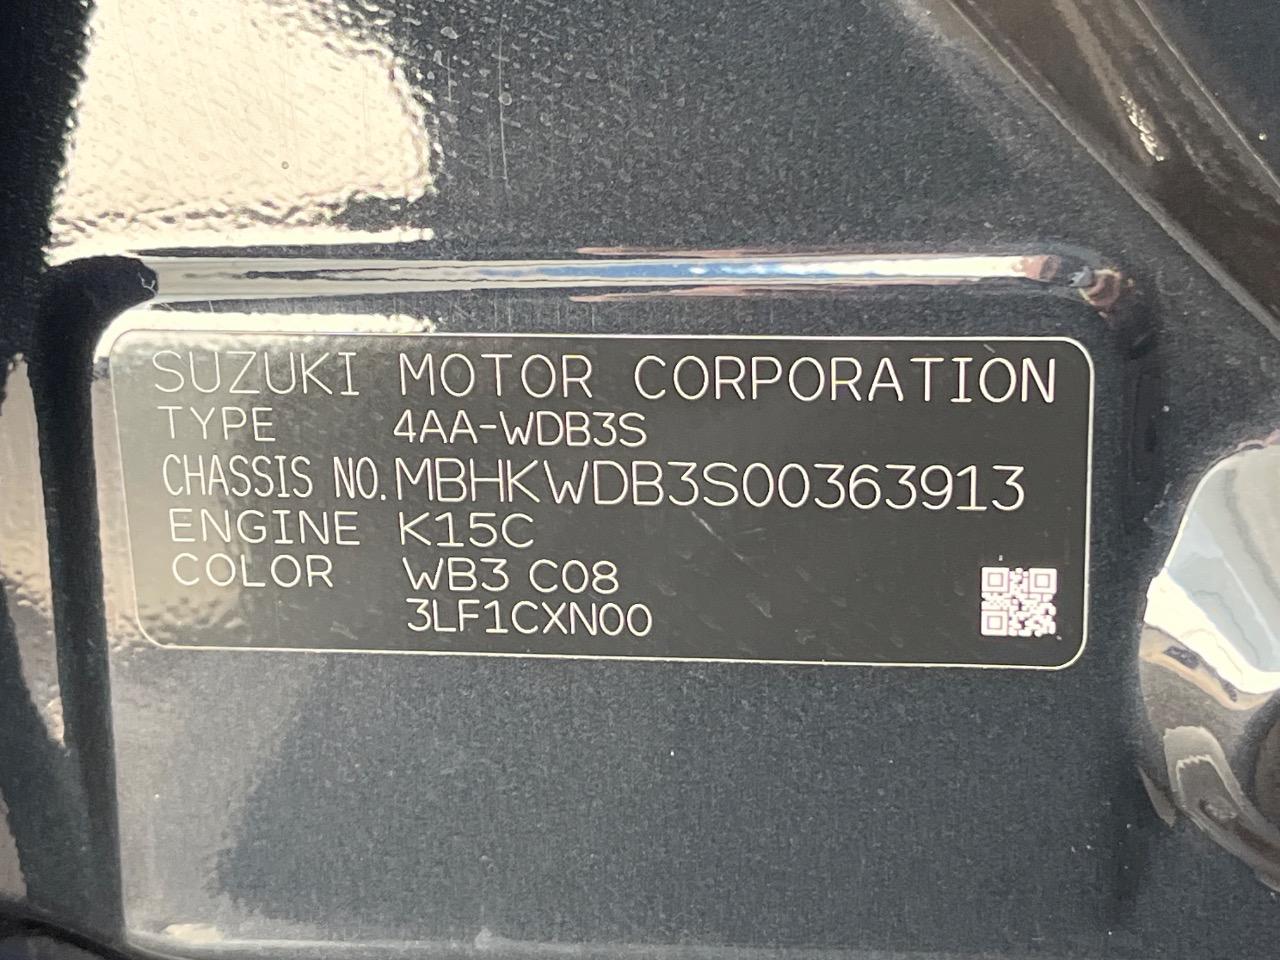 SUZUKI MOTOR CORPORATION
TYPE 4AA-WDB3S
CHASSIS NO. MBHKWDB3S00363913
ENGINE K15C
COLOR WB3 C08
3LF1CXN00